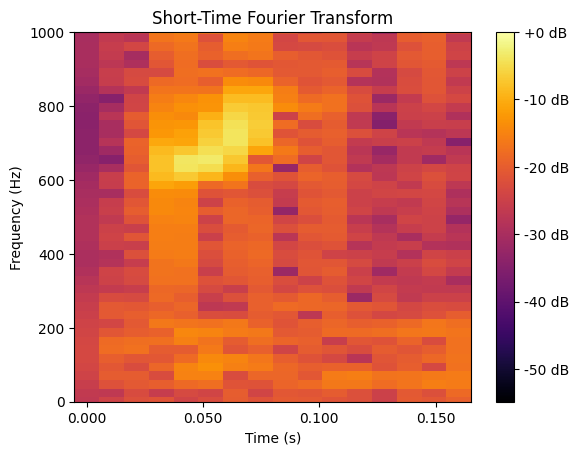 Short-Time Fourier Transform
1000
800
600
400
200
0
Frequency (Hz)
0.000
0.050
0.100
0.150
Time (s)
+0 dB
-10 dB
-20 dB
-30 dB
-40 dB
-50 dB